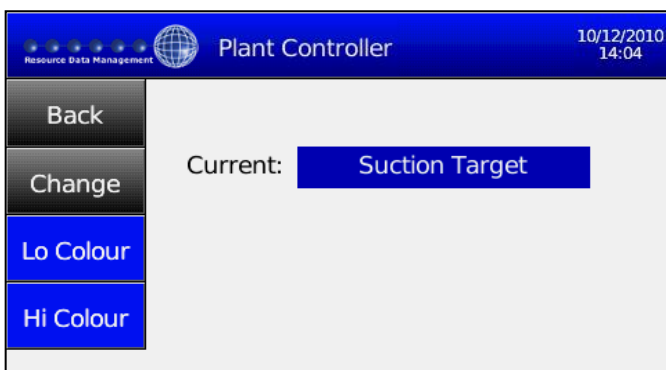 Resource Data Management
Plant Controller
10/12/2010
14:04
Back
Change
Lo Colour
Hi Colour
Current:
Suction Target